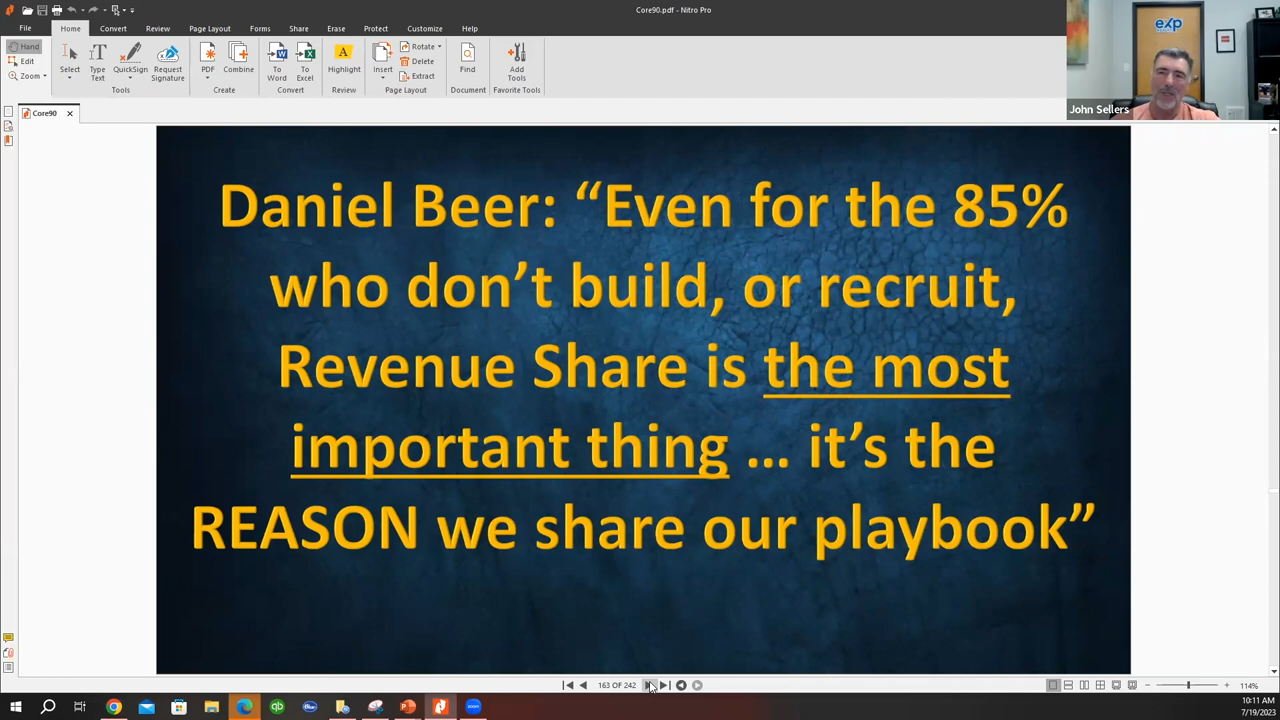 Core90.pdf - Nitro Pro
File Home Convert Review Page Layout Forms Share Erase Protect Customize Help
Hand
Edit
Zoom
Select
Type Text
QuickSign
Request Signature
Tools
PDF
Combine
Create
To Word
To Excel
Convert
Highlight
Review
Insert
Rotate
Delete
Extract
Page Layout
Find
Document
Add Tools
Favorite Tools
exp
John Sellers
Core90
Daniel Beer: “Even for the 85%
who don’t build, or recruit,
Revenue Share is the most
important thing … it’s the
REASON we share our playbook”
163 OF 242
114%
10:11 AM
7/19/2023